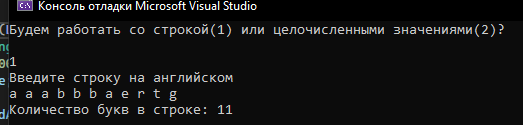 Консоль отладки Microsoft Visual Studio
Будем работать со строкой(1) или целочисленными значениями(2)?
1
Введите строку на английском
a a a b b b a e r t g
Количество букв в строке: 11